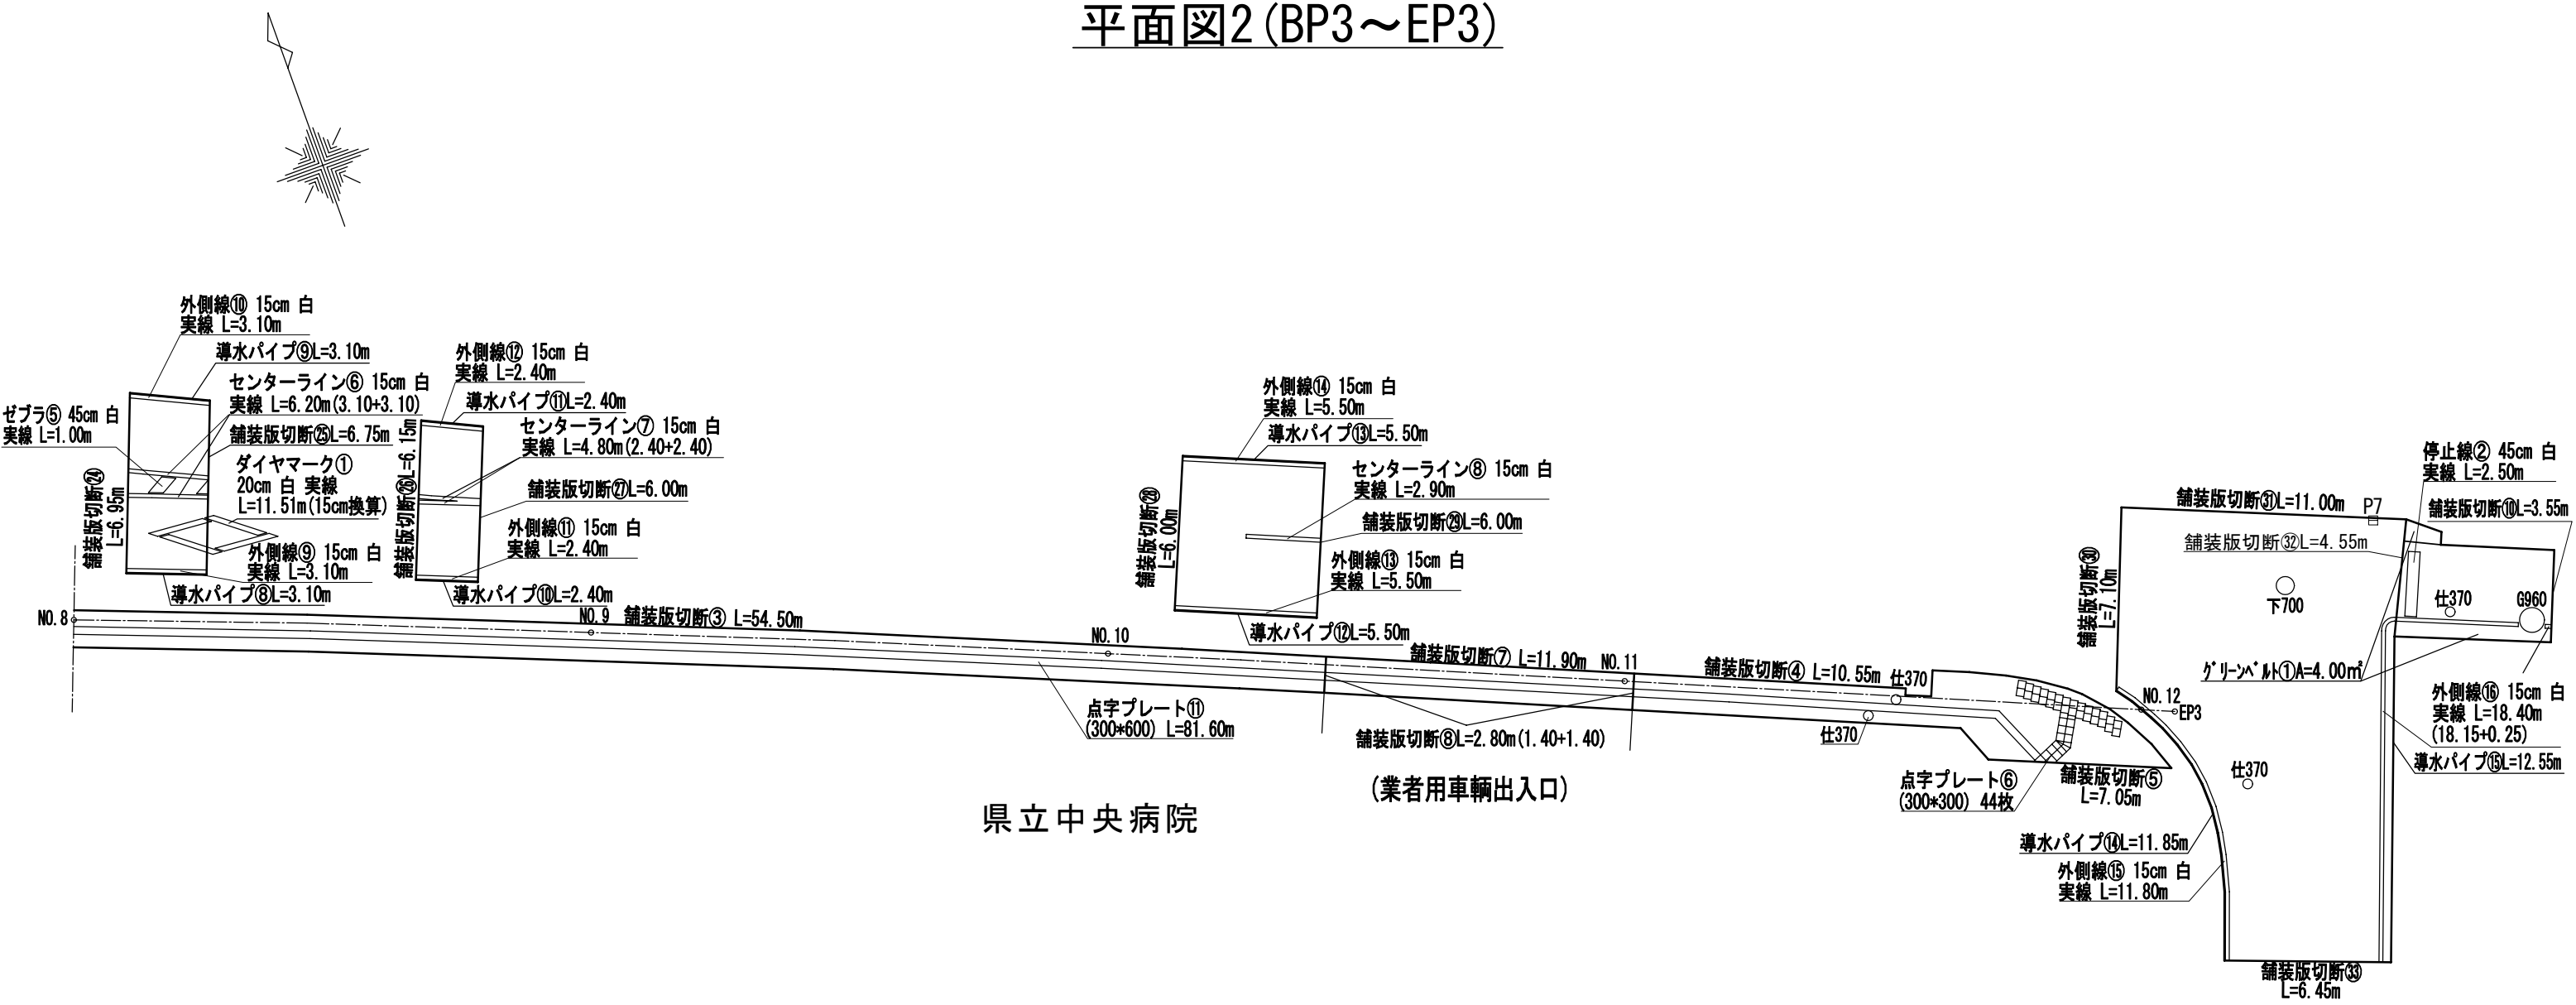 平面図2(BP3～EP3)
外側線⑩ 15cm 白
実線 L=3.10m
導水パイプ⑨L=3.10m
センターライン⑥ 15cm 白
実線 L=6.20m(3.10+3.10)
ゼブラ⑤ 45cm 白
実線 L=1.00m
舗装版切断㉕L=6.75m
ダイヤマーク①
20cm 白 実線
L=11.51m(15cm換算)
舗装版切断㉔
L=6.95m
外側線⑨ 15cm 白
実線 L=3.10m
導水パイプ⑧L=3.10m
外側線⑫ 15cm 白
実線 L=2.40m
導水パイプ⑪L=2.40m
センターライン⑦ 15cm 白
実線 L=4.80m(2.40+2.40)
舗装版切断㉖L=6.15m
舗装版切断㉗L=6.00m
外側線⑪ 15cm 白
実線 L=2.40m
導水パイプ⑩L=2.40m
外側線⑭ 15cm 白
実線 L=5.50m
導水パイプ⑬L=5.50m
センターライン⑧ 15cm 白
実線 L=2.90m
舗装版切断㉘
L=6.00m
舗装版切断㉙L=6.00m
外側線⑬ 15cm 白
実線 L=5.50m
導水パイプ⑫L=5.50m
停止線② 45cm 白
実線 L=2.50m
舗装版切断㉛L=11.00m
P7
舗装版切断⑩L=3.55m
舗装版切断㉜L=4.55m
舗装版切断㉚
L=7.10m
下700
仕370
G960
グリーンベルト①A=4.00㎡
外側線⑯ 15cm 白
実線 L=18.40m
(18.15+0.25)
導水パイプ⑮L=12.55m
NO.8
NO.9
舗装版切断③ L=54.50m
NO.10
舗装版切断⑦ L=11.90m
NO.11
舗装版切断④ L=10.55m
仕370
NO.12
EP3
点字プレート⑪
(300*600) L=81.60m
舗装版切断⑧L=2.80m(1.40+1.40)
仕370
(業者用車輌出入口)
県立中央病院
点字プレート⑥
(300*300) 44枚
舗装版切断⑤
L=7.05m
仕370
導水パイプ⑭L=11.85m
外側線⑮ 15cm 白
実線 L=11.80m
舗装版切断㉝
L=6.45m